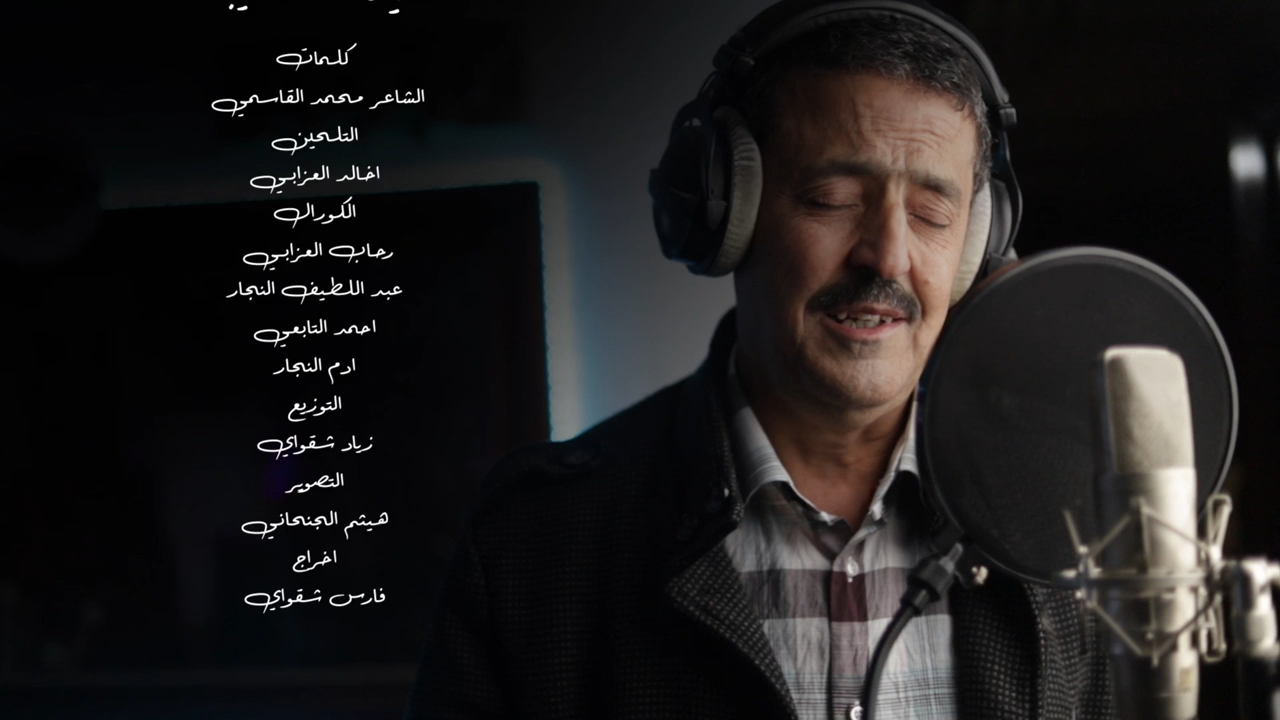 كلمات
الشاعر محمد القاسمي
التلحين
اخالد العزابي
الكورال
رحاب العزابي
عبد اللطيف النجار
احمد التابعي
ادم النجار
التوزيع
زياد شقواي
التصوير
هيثم الجنحاني
اخراج
فارس شقواي